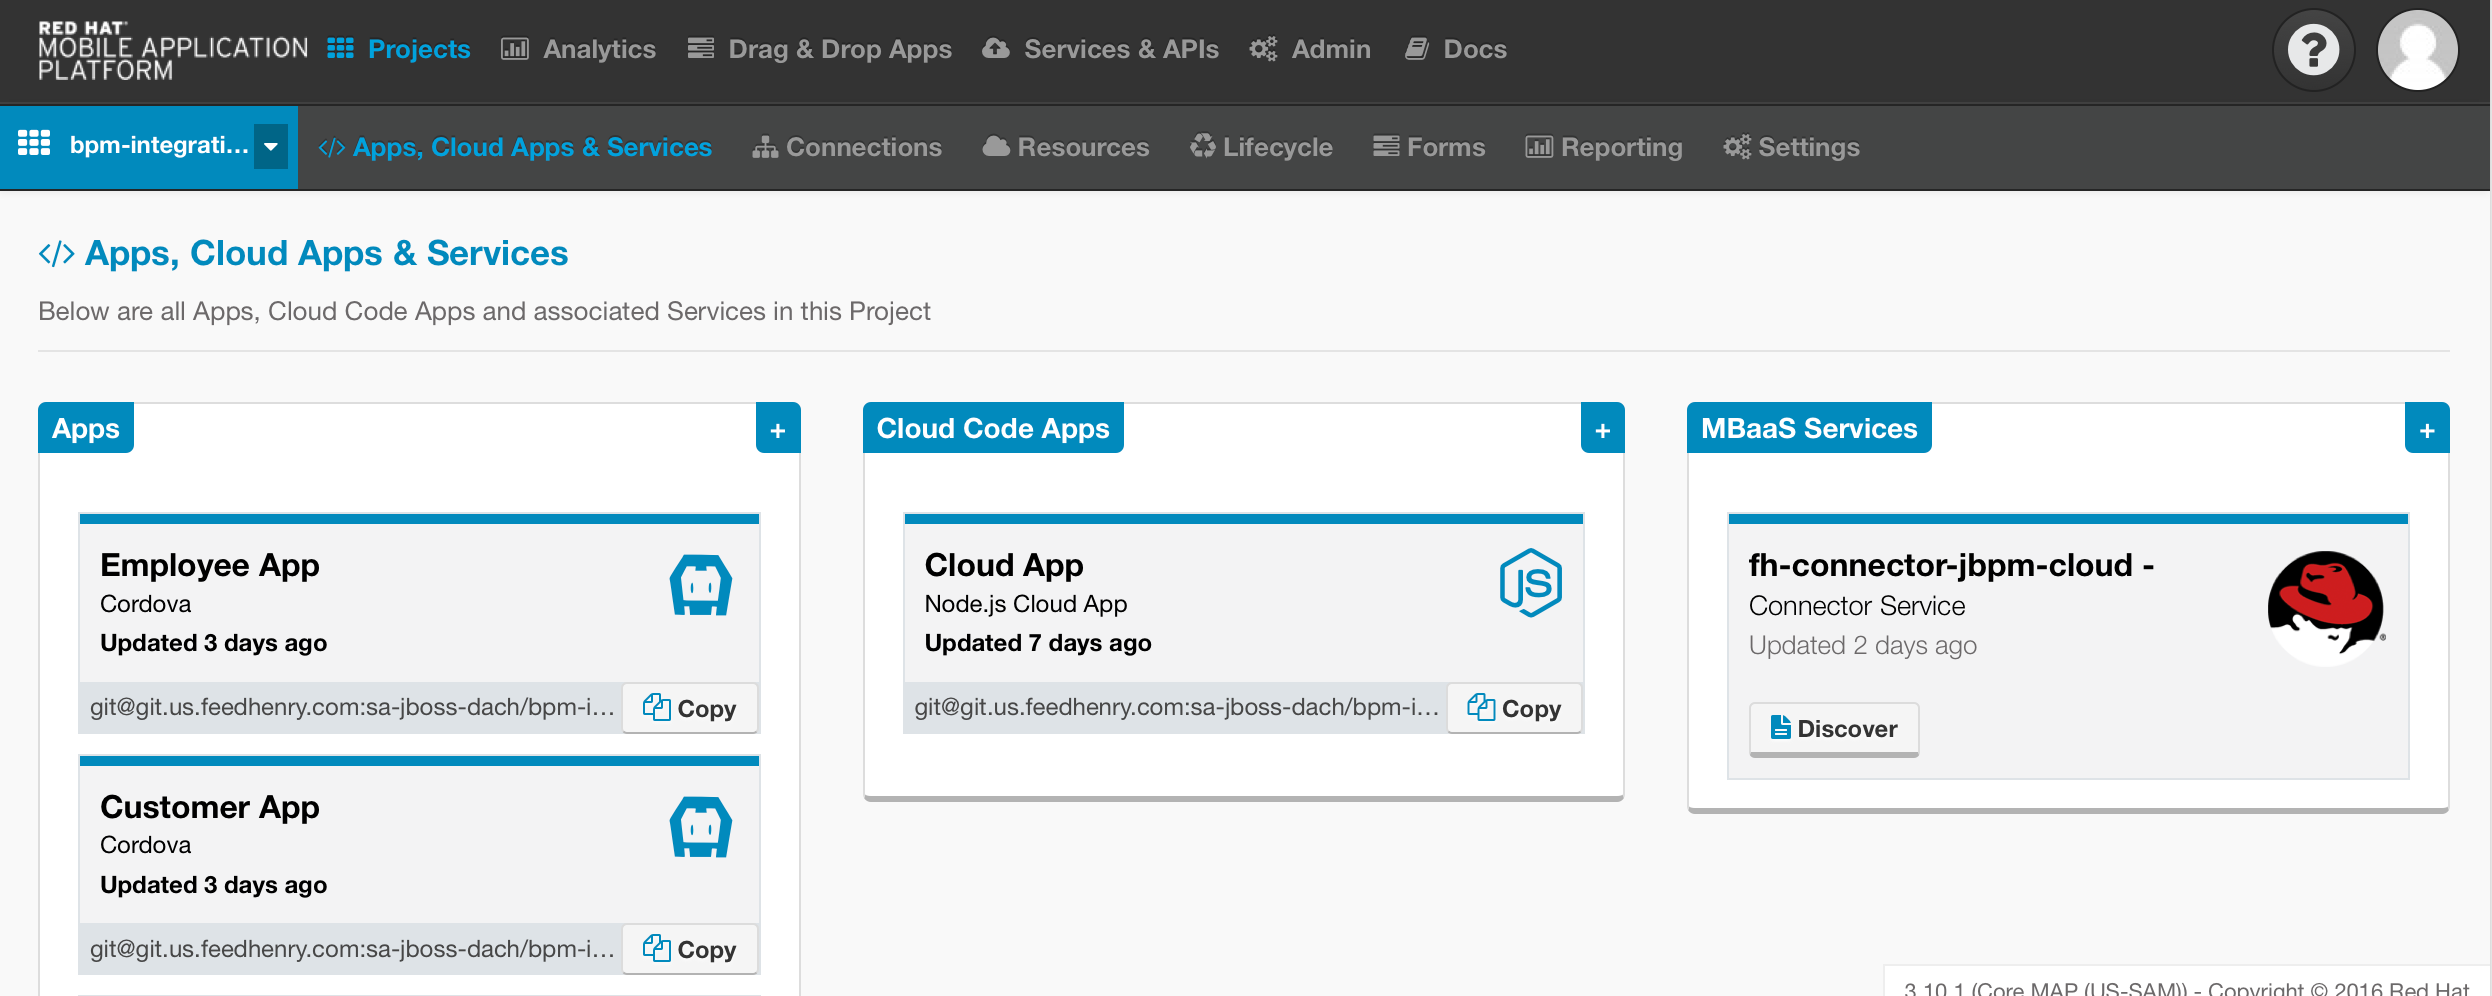 RED HAT®
MOBILE APPLICATION
PLATFORM
Projects
Analytics
Drag & Drop Apps
Services & APIs
Admin
Docs
?
bpm-integrati...
</> Apps, Cloud Apps & Services
Connections
Resources
Lifecycle
Forms
Reporting
Settings
</> Apps, Cloud Apps & Services
Below are all Apps, Cloud Code Apps and associated Services in this Project
Apps
+
Employee App
Cordova
Updated 3 days ago
git@git.us.feedhenry.com:sa-jboss-dach/bpm-i...
Copy
Customer App
Cordova
Updated 3 days ago
git@git.us.feedhenry.com:sa-jboss-dach/bpm-i...
Copy
Cloud Code Apps
+
Cloud App
Node.js Cloud App
Updated 7 days ago
JS
git@git.us.feedhenry.com:sa-jboss-dach/bpm-i...
Copy
MBaaS Services
+
fh-connector-jbpm-cloud -
Connector Service
Updated 2 days ago
®
Discover
3.10.1 (Core MAP (US-SAM)) - Copyright © 2016 Red Hat